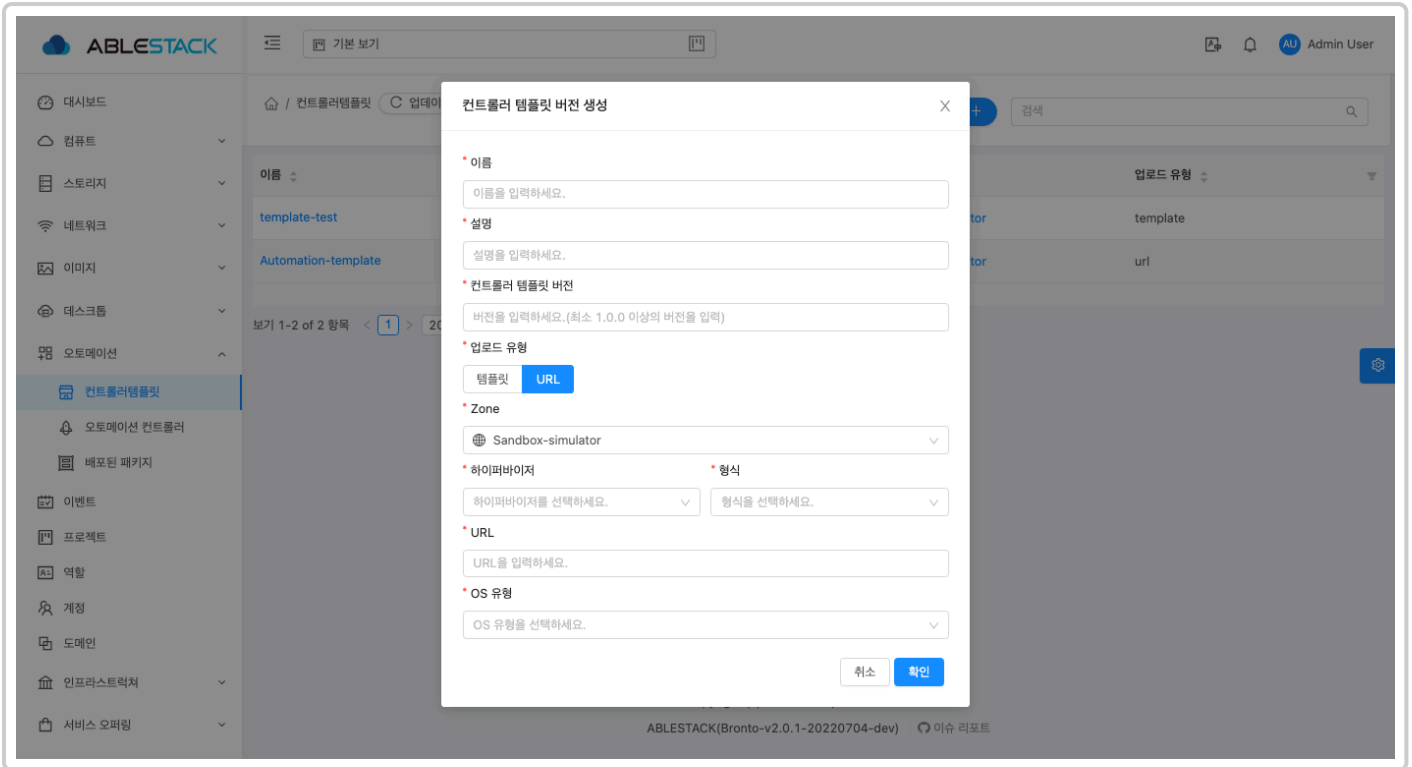 ABLESTACK
기본 보기
AU Admin User
대시보드
컴퓨트
스토리지
네트워크
이미지
데스크톱
오토메이션
컨트롤러템플릿
오토메이션 컨트롤러
배포된 패키지
이벤트
프로젝트
역할
계정
도메인
인프라스트럭쳐
서비스 오퍼링
/ 컨트롤러템플릿 업데이
+ 검색
이름 업로드 유형
template-test tor template
Automation-template tor url
보기 1-2 of 2 항목 < 1 > 20
컨트롤러 템플릿 버전 생성
* 이름
이름을 입력하세요.
* 설명
설명을 입력하세요.
* 컨트롤러 템플릿 버전
버전을 입력하세요.(최소 1.0.0 이상의 버전을 입력)
* 업로드 유형
템플릿 URL
* Zone
Sandbox-simulator
* 하이퍼바이저 * 형식
하이퍼바이저를 선택하세요. 형식을 선택하세요.
* URL
URL을 입력하세요.
* OS 유형
OS 유형을 선택하세요.
취소 확인
ABLESTACK(Bronto-v2.0.1-20220704-dev) 이슈 리포트